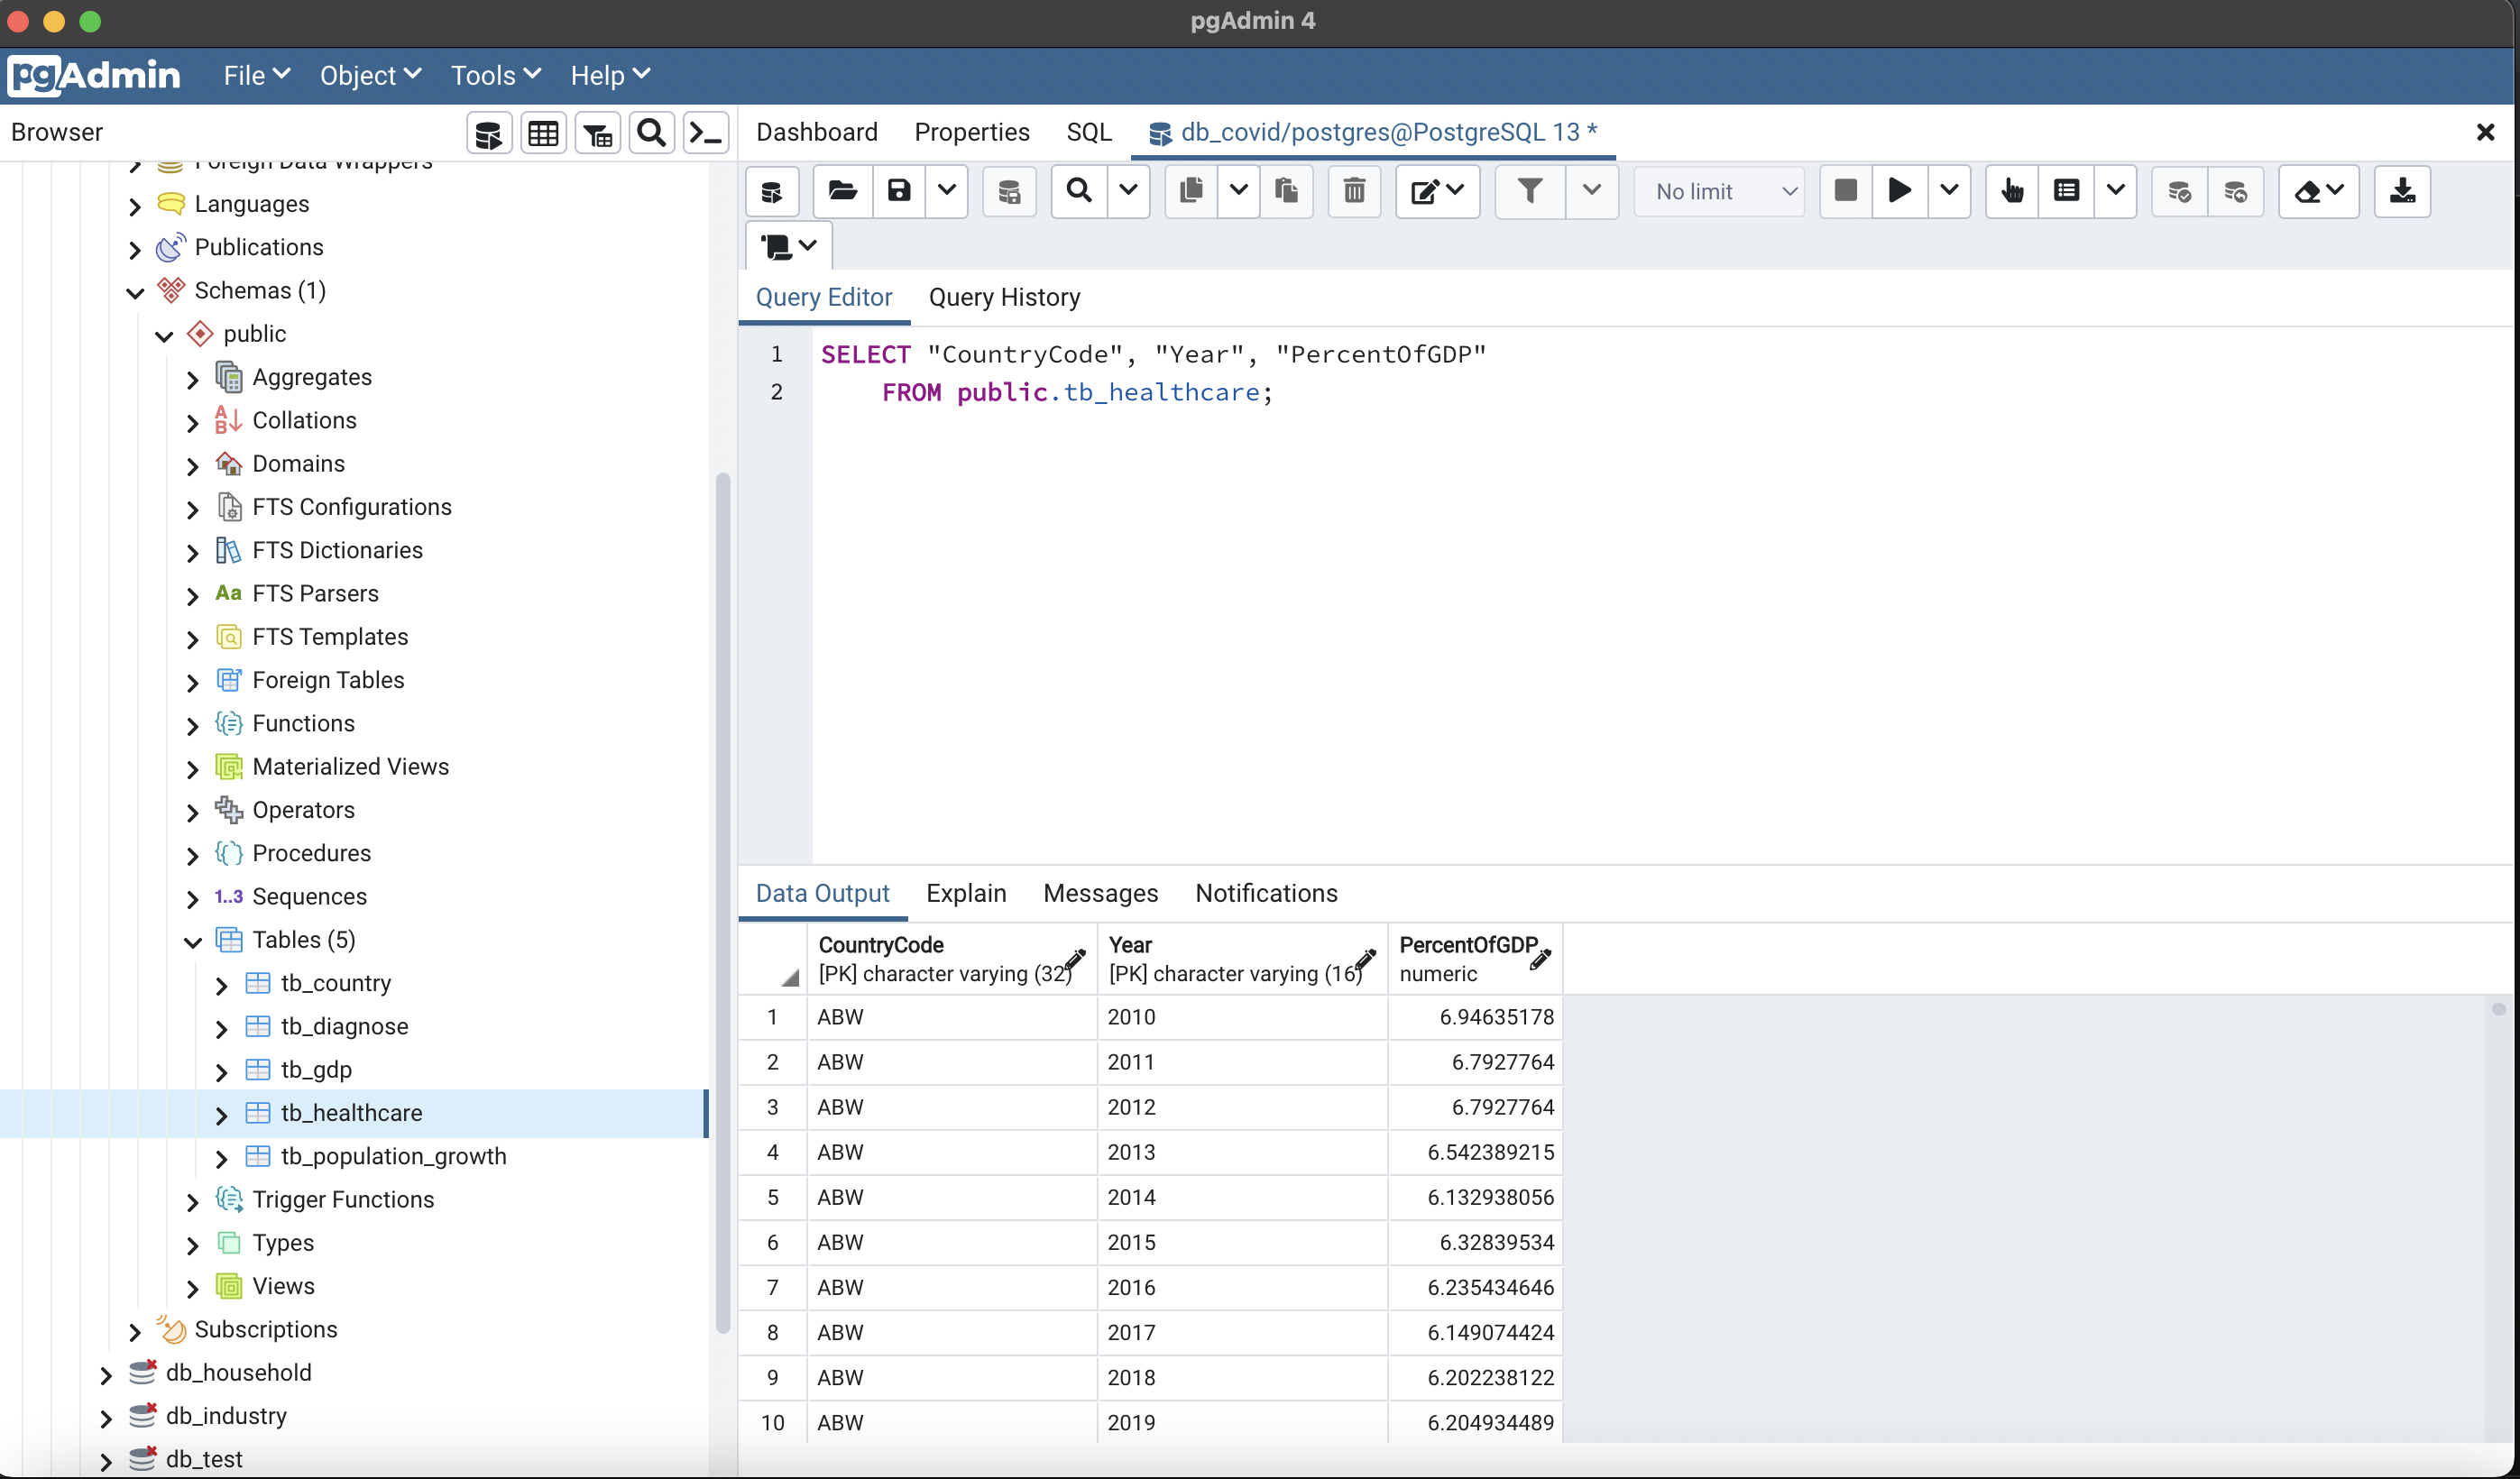 pgAdmin 4
pgAdmin File Object Tools Help
Browser
Dashboard Properties SQL db_covid/postgres@PostgreSQL 13 *
No limit
Foreign Data Wrappers
Languages
Publications
Schemas (1)
public
Aggregates
Collations
Domains
FTS Configurations
FTS Dictionaries
Aa FTS Parsers
FTS Templates
Foreign Tables
Functions
Materialized Views
Operators
Procedures
1..3 Sequences
Tables (5)
tb_country
tb_diagnose
tb_gdp
tb_healthcare
tb_population_growth
Trigger Functions
Types
Views
Subscriptions
db_household
db_industry
db_test
Query Editor Query History
1 SELECT "CountryCode", "Year", "PercentOfGDP"
2 FROM public.tb_healthcare;
Data Output Explain Messages Notifications
CountryCode Year PercentOfGDP
[PK] character varying (32) [PK] character varying (16) numeric
1 ABW 2010 6.94635178
2 ABW 2011 6.7927764
3 ABW 2012 6.7927764
4 ABW 2013 6.542389215
5 ABW 2014 6.132938056
6 ABW 2015 6.32839534
7 ABW 2016 6.235434646
8 ABW 2017 6.149074424
9 ABW 2018 6.202238122
10 ABW 2019 6.204934489